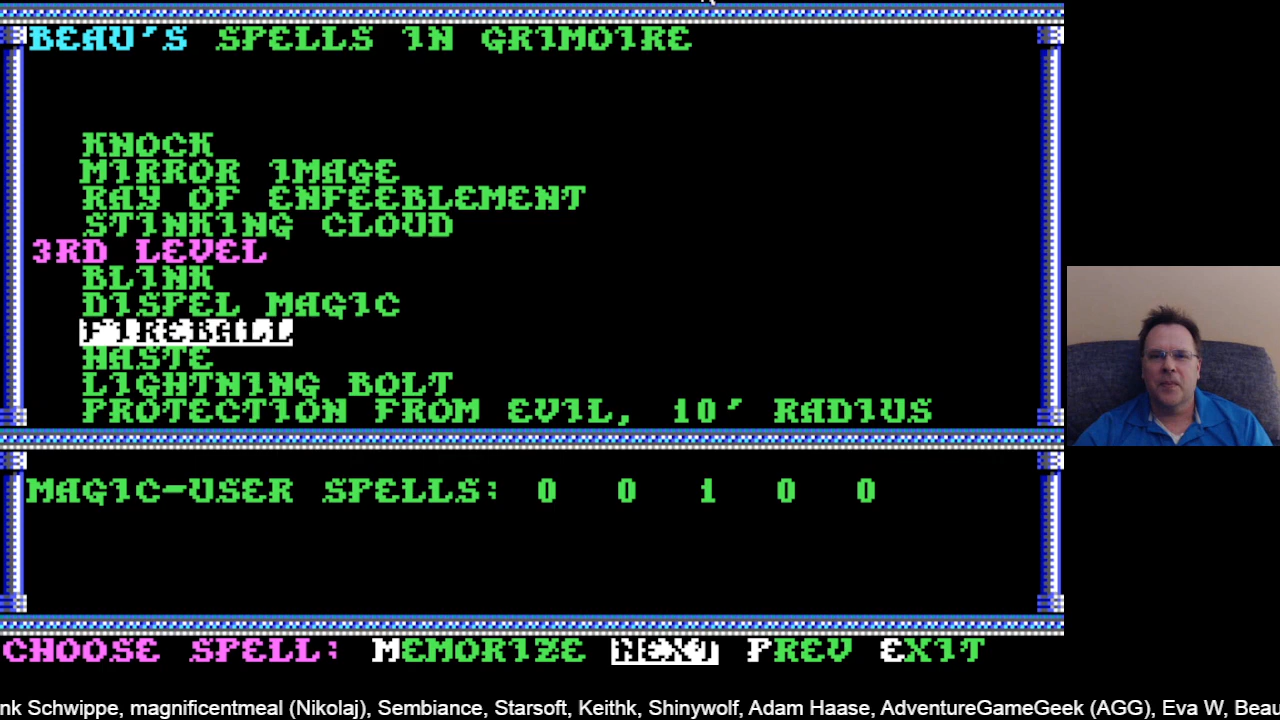 BEAU'S SPELLS IN GRIMOIRE
KNOCK
MIRROR IMAGE
RAY OF ENFEEBLEMENT
STINKING CLOUD
3RD LEVEL
BLINK
DISPEL MAGIC
FIREBALL
HASTE
LIGHTNING BOLT
PROTECTION FROM EVIL, 10' RADIUS
MAGIC-USER SPELLS: 0 0 1 0 0
CHOOSE SPELL: MEMORIZE NEXT PREV EXIT
nk Schwippe, magnificentmeal (Nikolaj), Sembiance, Starsoft, Keithk, Shinywolf, Adam Haase, AdventureGameGeek (AGG), Eva W, Beau